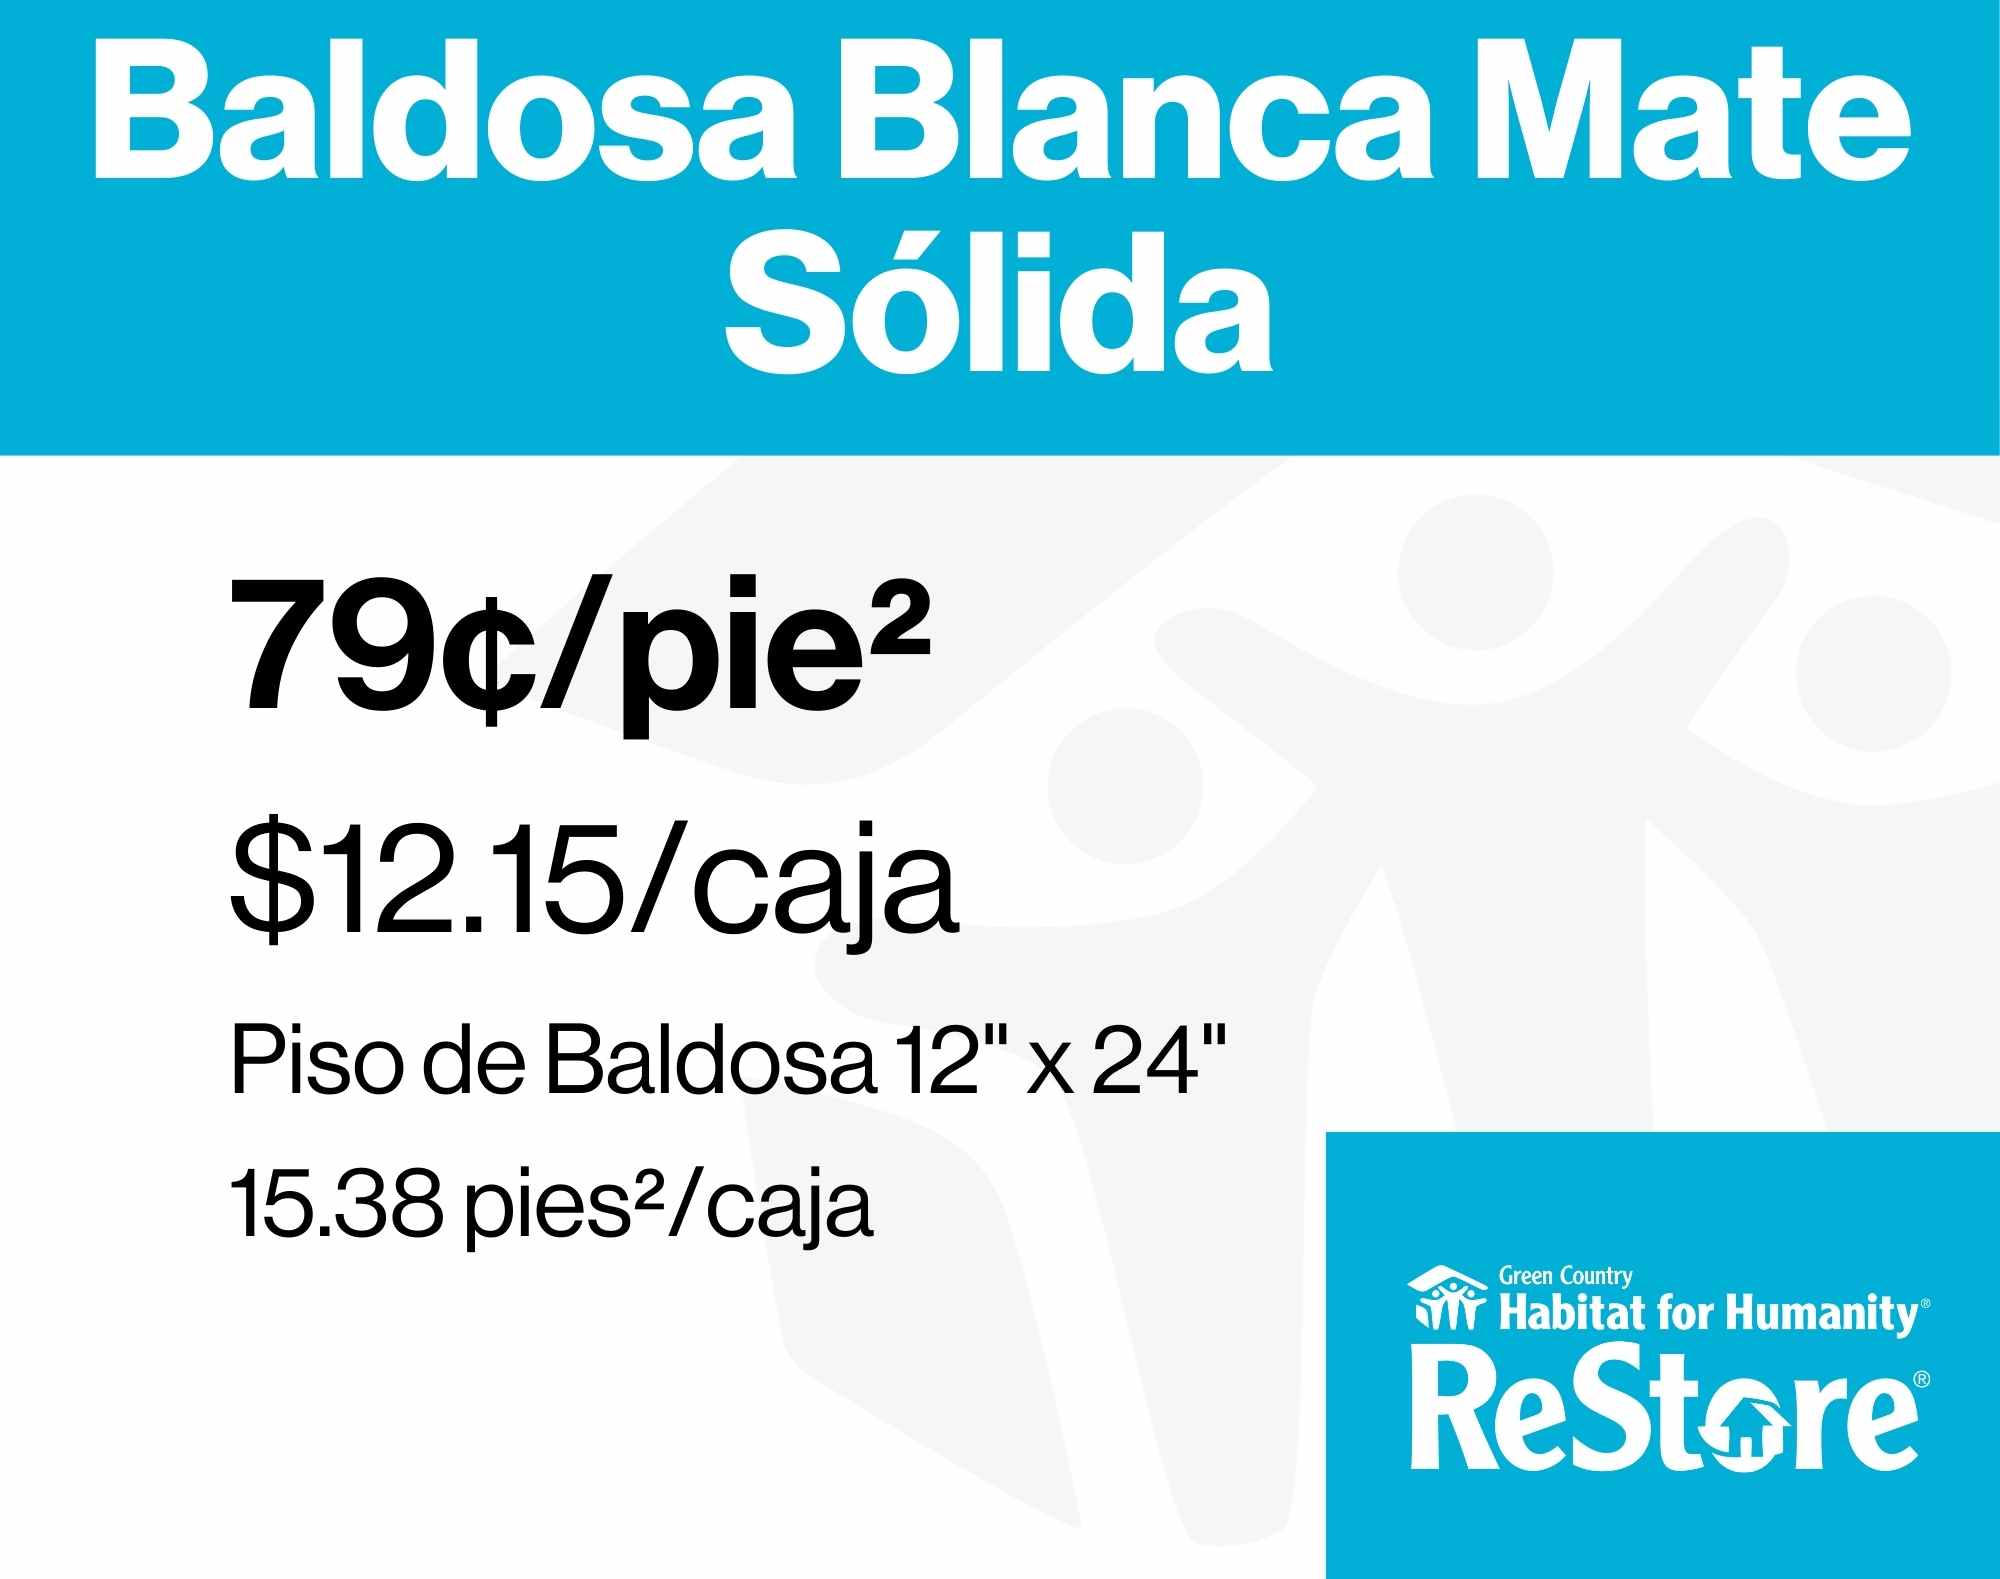 Baldosa Blanca Mate
Sólida
79¢/pie²
$12.15/caja
Piso de Baldosa 12" x 24"
15.38 pies²/caja
Green Country
Habitat for Humanity®
ReStore®